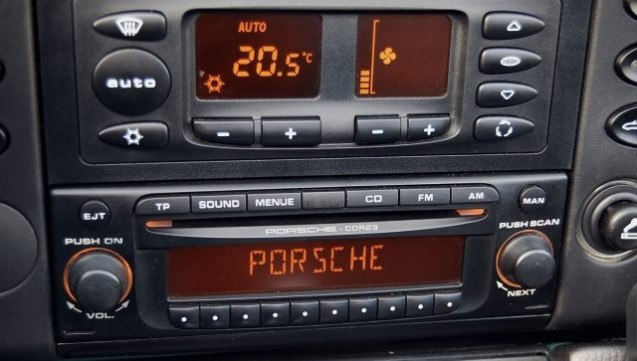 AUTO
20.5°C
auto
- + - +
TP SOUND MENUE CD FM AM
EJT MAN
PORSCHE - CDR23
PUSH ON PUSH SCAN
PORSCHE
VOL. NEXT